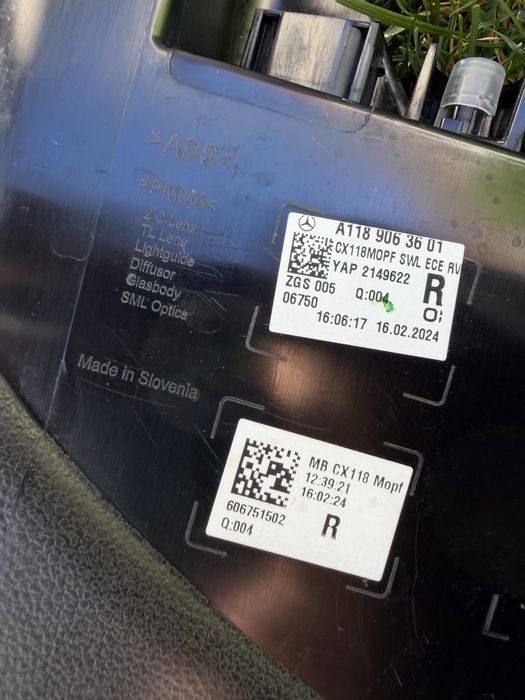 >ABS<
>PMMA<
2 C.Lens
TL Lens
Lightguide
Diffusor
Glasbody
SML Optics
Made in Slovenia
A118 906 36 01
CX118MOPF SWL ECE RV
YAP 2149622
ZGS 005 Q:004 R
06750
16:06:17 16.02.2024
MB CX118 Mopf
12:39:21
16:02:24
606751502
Q:004 R